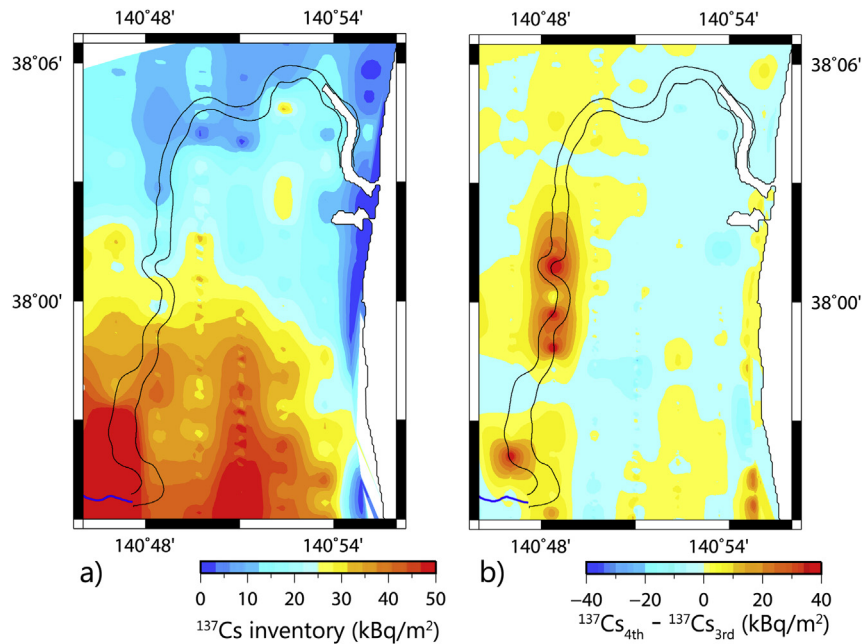 140°48' 140°54' 140°48' 140°54'
38°06' 38°06'
38°00' 38°00'
140°48' 140°54' 140°48' 140°54'
a) b)
0 10 20 30 40 50 −40 −20 0 20 40
¹³⁷Cs inventory (kBq/m²) ¹³⁷Cs₄ₜₕ − ¹³⁷Cs₃ᵣd (kBq/m²)